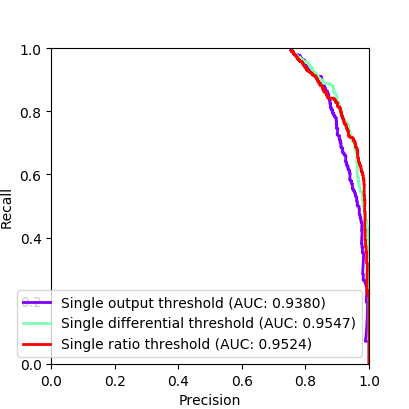 1.0
0.8
0.6
0.4
0.2
0.0
Recall
Single output threshold (AUC: 0.9380)
Single differential threshold (AUC: 0.9547)
Single ratio threshold (AUC: 0.9524)
0.0 0.2 0.4 0.6 0.8 1.0
Precision